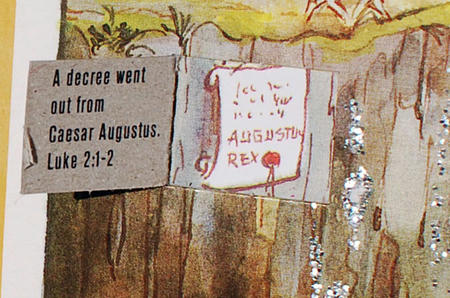 A decree went
out from
Caesar Augustus.
Luke 2:1-2
AUGUSTUS
REX